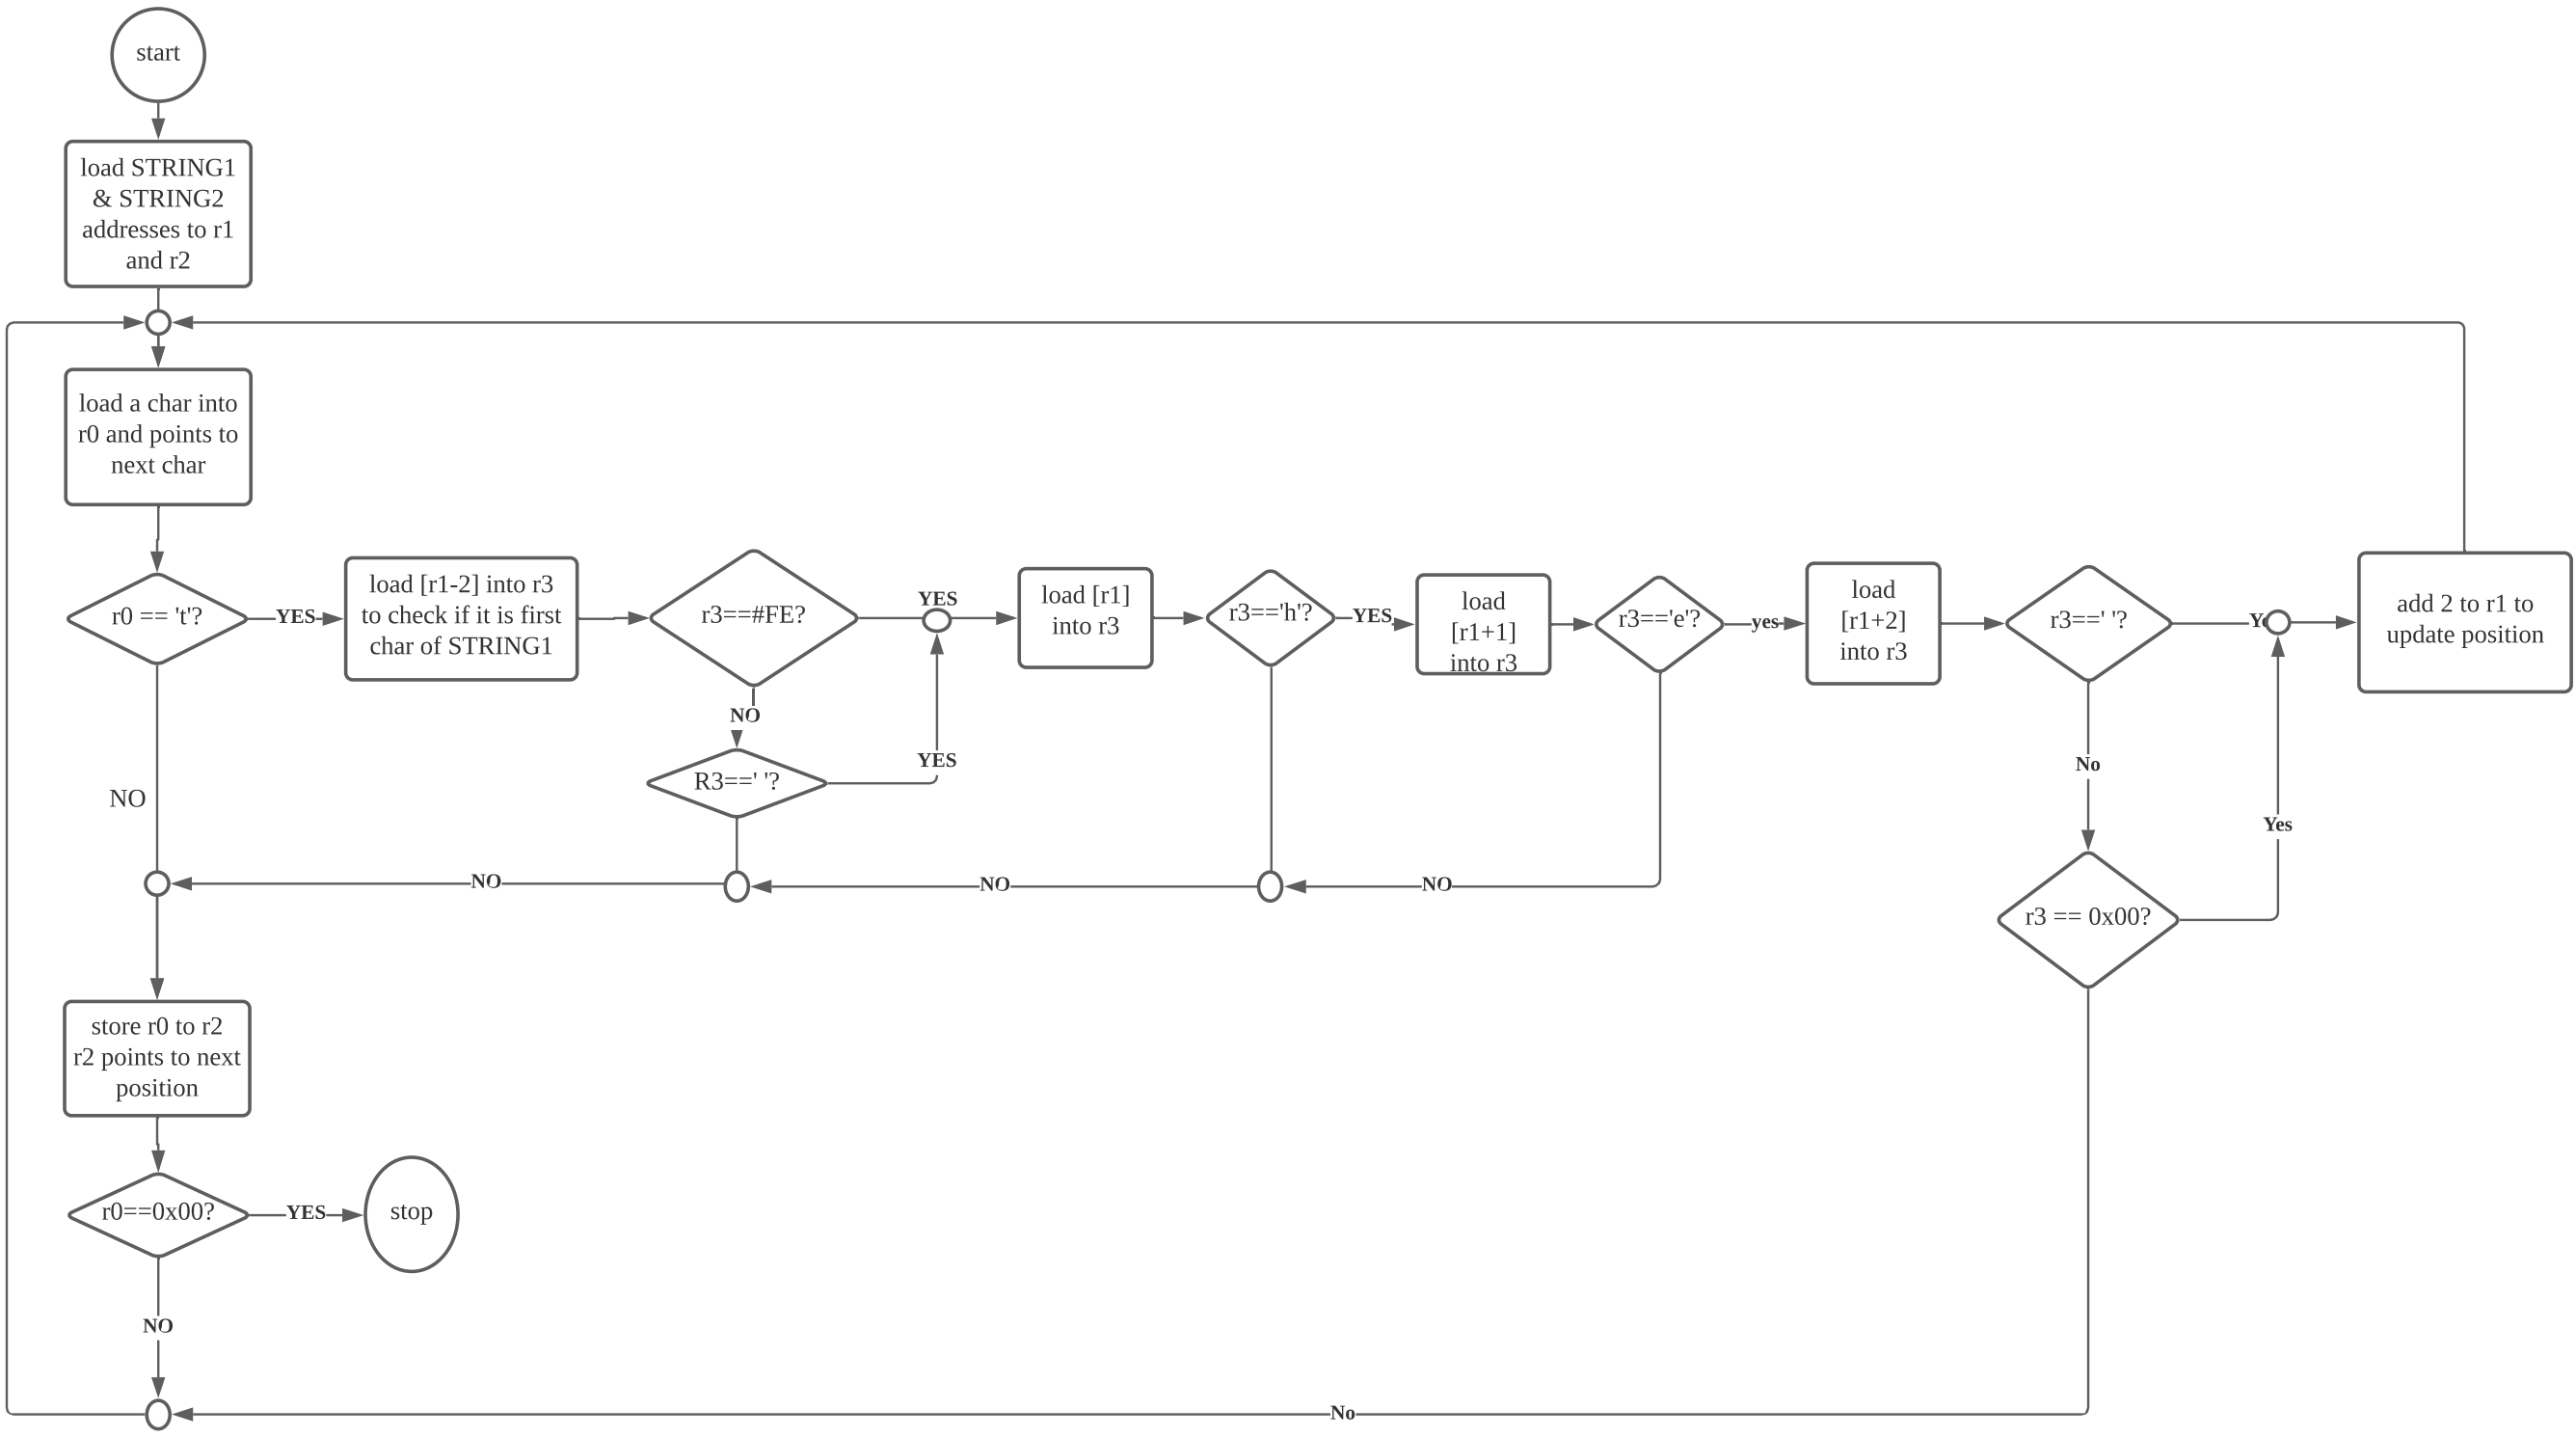 start
load STRING1
& STRING2
addresses to r1
and r2
load a char into
r0 and points to
next char
r0 == 't'?
YES
load [r1-2] into r3
to check if it is first
char of STRING1
r3==#FE?
YES
load [r1]
into r3
r3=='h'?
YES
load
[r1+1]
into r3
r3=='e'?
yes
load
[r1+2]
into r3
r3==' '?
add 2 to r1 to
update position
NO
R3==' '?
YES
No
NO
Yes
NO
NO
NO
r3 == 0x00?
store r0 to r2
r2 points to next
position
r0==0x00?
YES
stop
NO
No